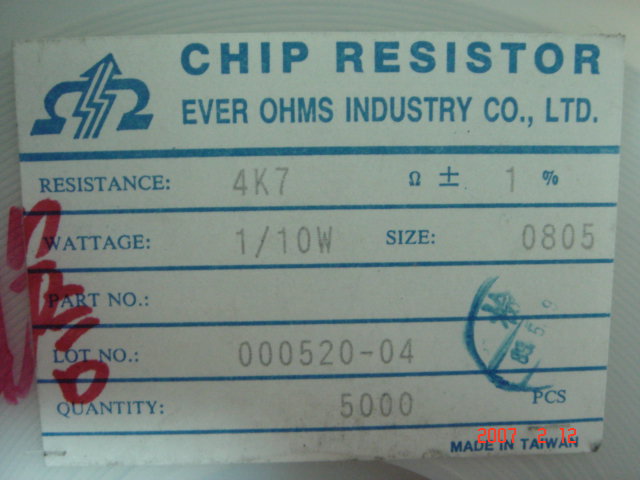 CHIP RESISTOR
EVER OHMS INDUSTRY CO., LTD.
RESISTANCE: 4K7 Ω ± 1 %
WATTAGE: 1/10W SIZE: 0805
PART NO.:
LOT NO.: 000520-04
QUANTITY: 5000 PCS
MADE IN TAIWAN
2007 2 12